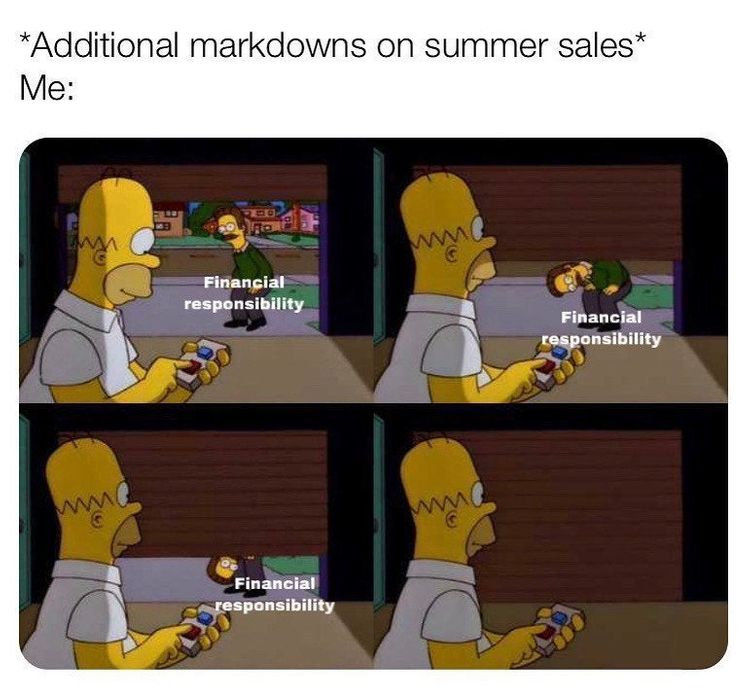 *Additional markdowns on summer sales*
Me:
Financial
responsibility
Financial
responsibility
Financial
responsibility